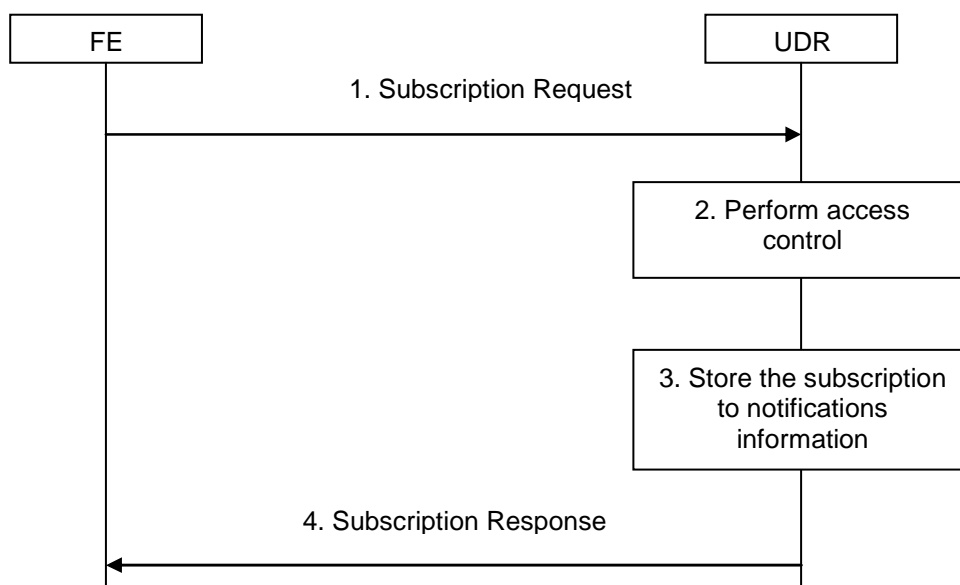 FE
UDR
1. Subscription Request
2. Perform access
control
3. Store the subscription
to notifications
information
4. Subscription Response